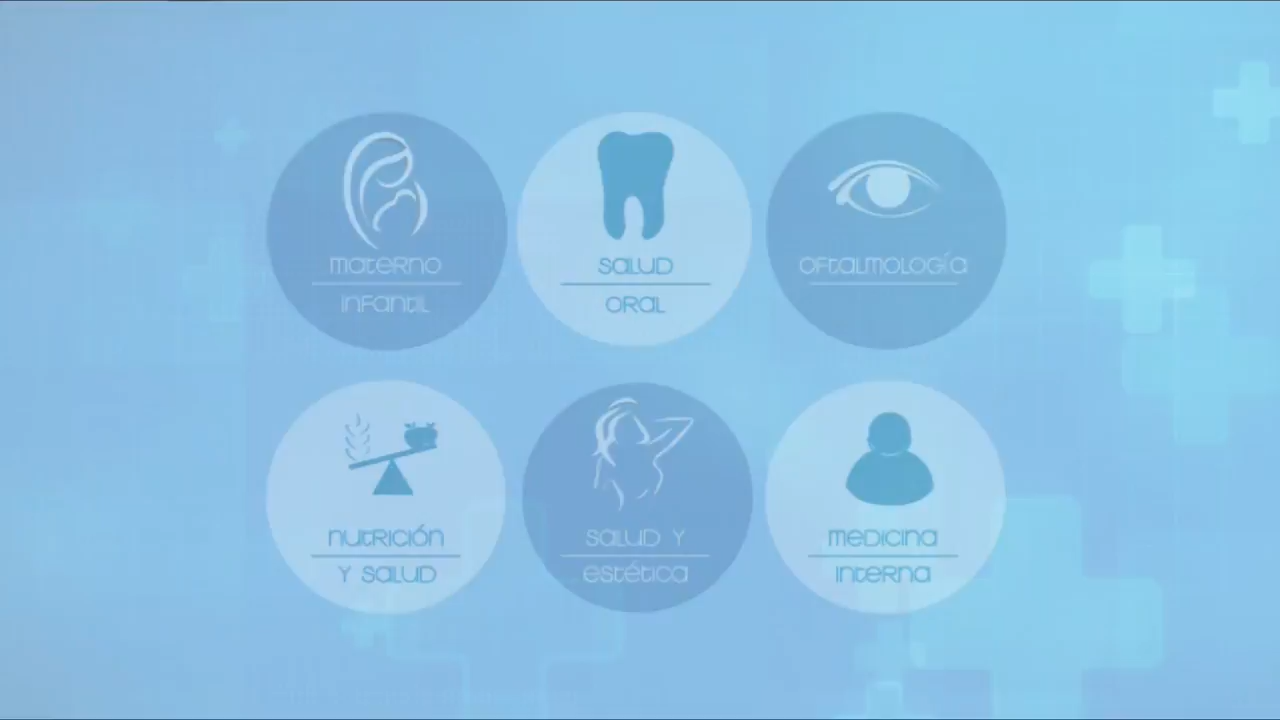 materno
infantil
salud
oral
oftalmología
nutrición
y salud
salud y
estética
medicina
interna